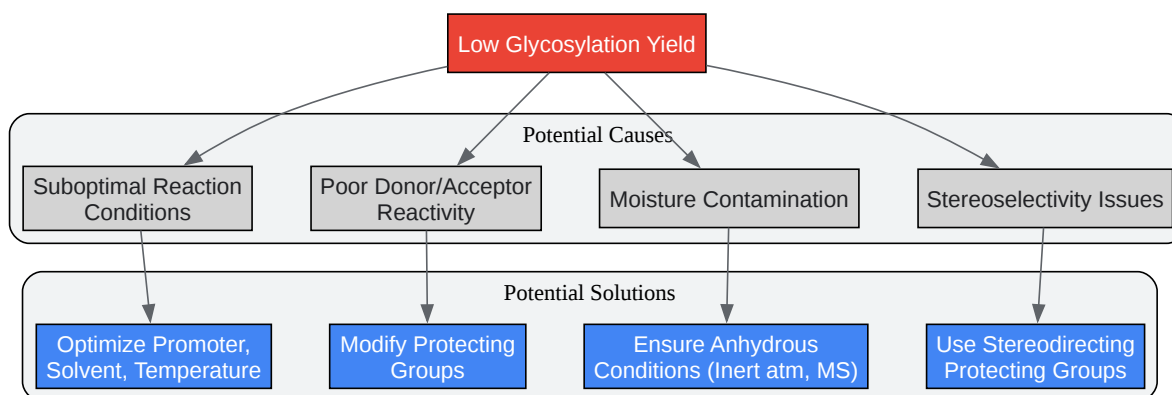 Low Glycosylation Yield
Potential Causes
Suboptimal Reaction
Conditions
Poor Donor/Acceptor
Reactivity
Moisture Contamination
Stereoselectivity Issues
Potential Solutions
Optimize Promoter,
Solvent, Temperature
Modify Protecting
Groups
Ensure Anhydrous
Conditions (Inert atm, MS)
Use Stereodirecting
Protecting Groups